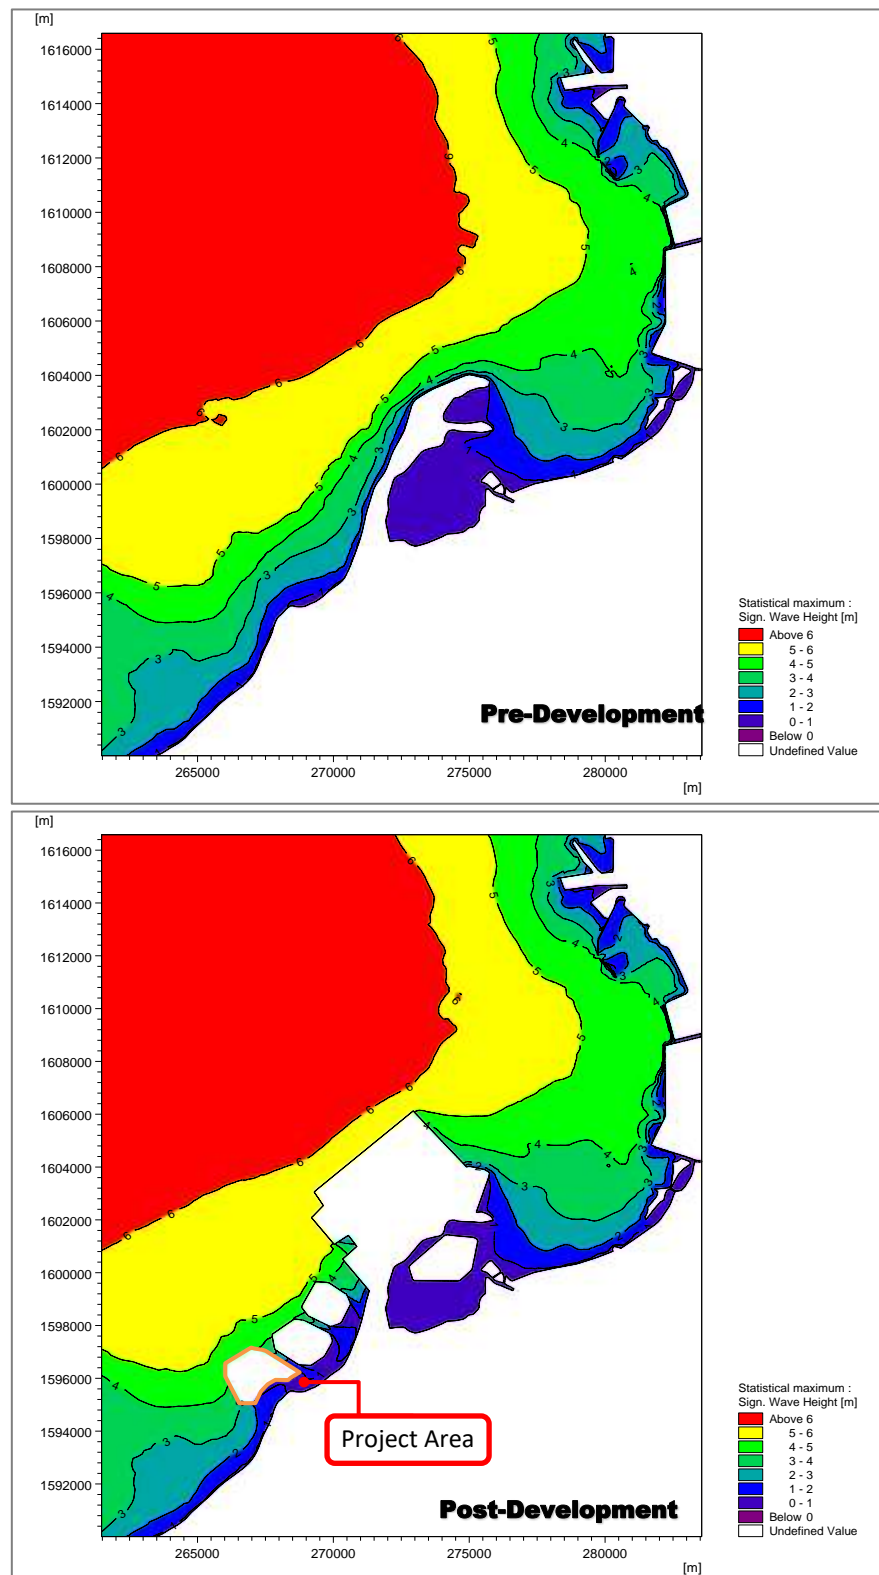 [m]
1616000
1614000
1612000
1610000
1608000
1606000
1604000
1602000
1600000
1598000
1596000
1594000
1592000
265000 270000 275000 280000
[m]
Statistical maximum :
Sign. Wave Height [m]
Above 6
5 - 6
4 - 5
3 - 4
2 - 3
1 - 2
0 - 1
Below 0
Undefined Value
Pre-Development
[m]
1616000
1614000
1612000
1610000
1608000
1606000
1604000
1602000
1600000
1598000
1596000
1594000
1592000
265000 270000 275000 280000
[m]
Project Area
Statistical maximum :
Sign. Wave Height [m]
Above 6
5 - 6
4 - 5
3 - 4
2 - 3
1 - 2
0 - 1
Below 0
Undefined Value
Post-Development